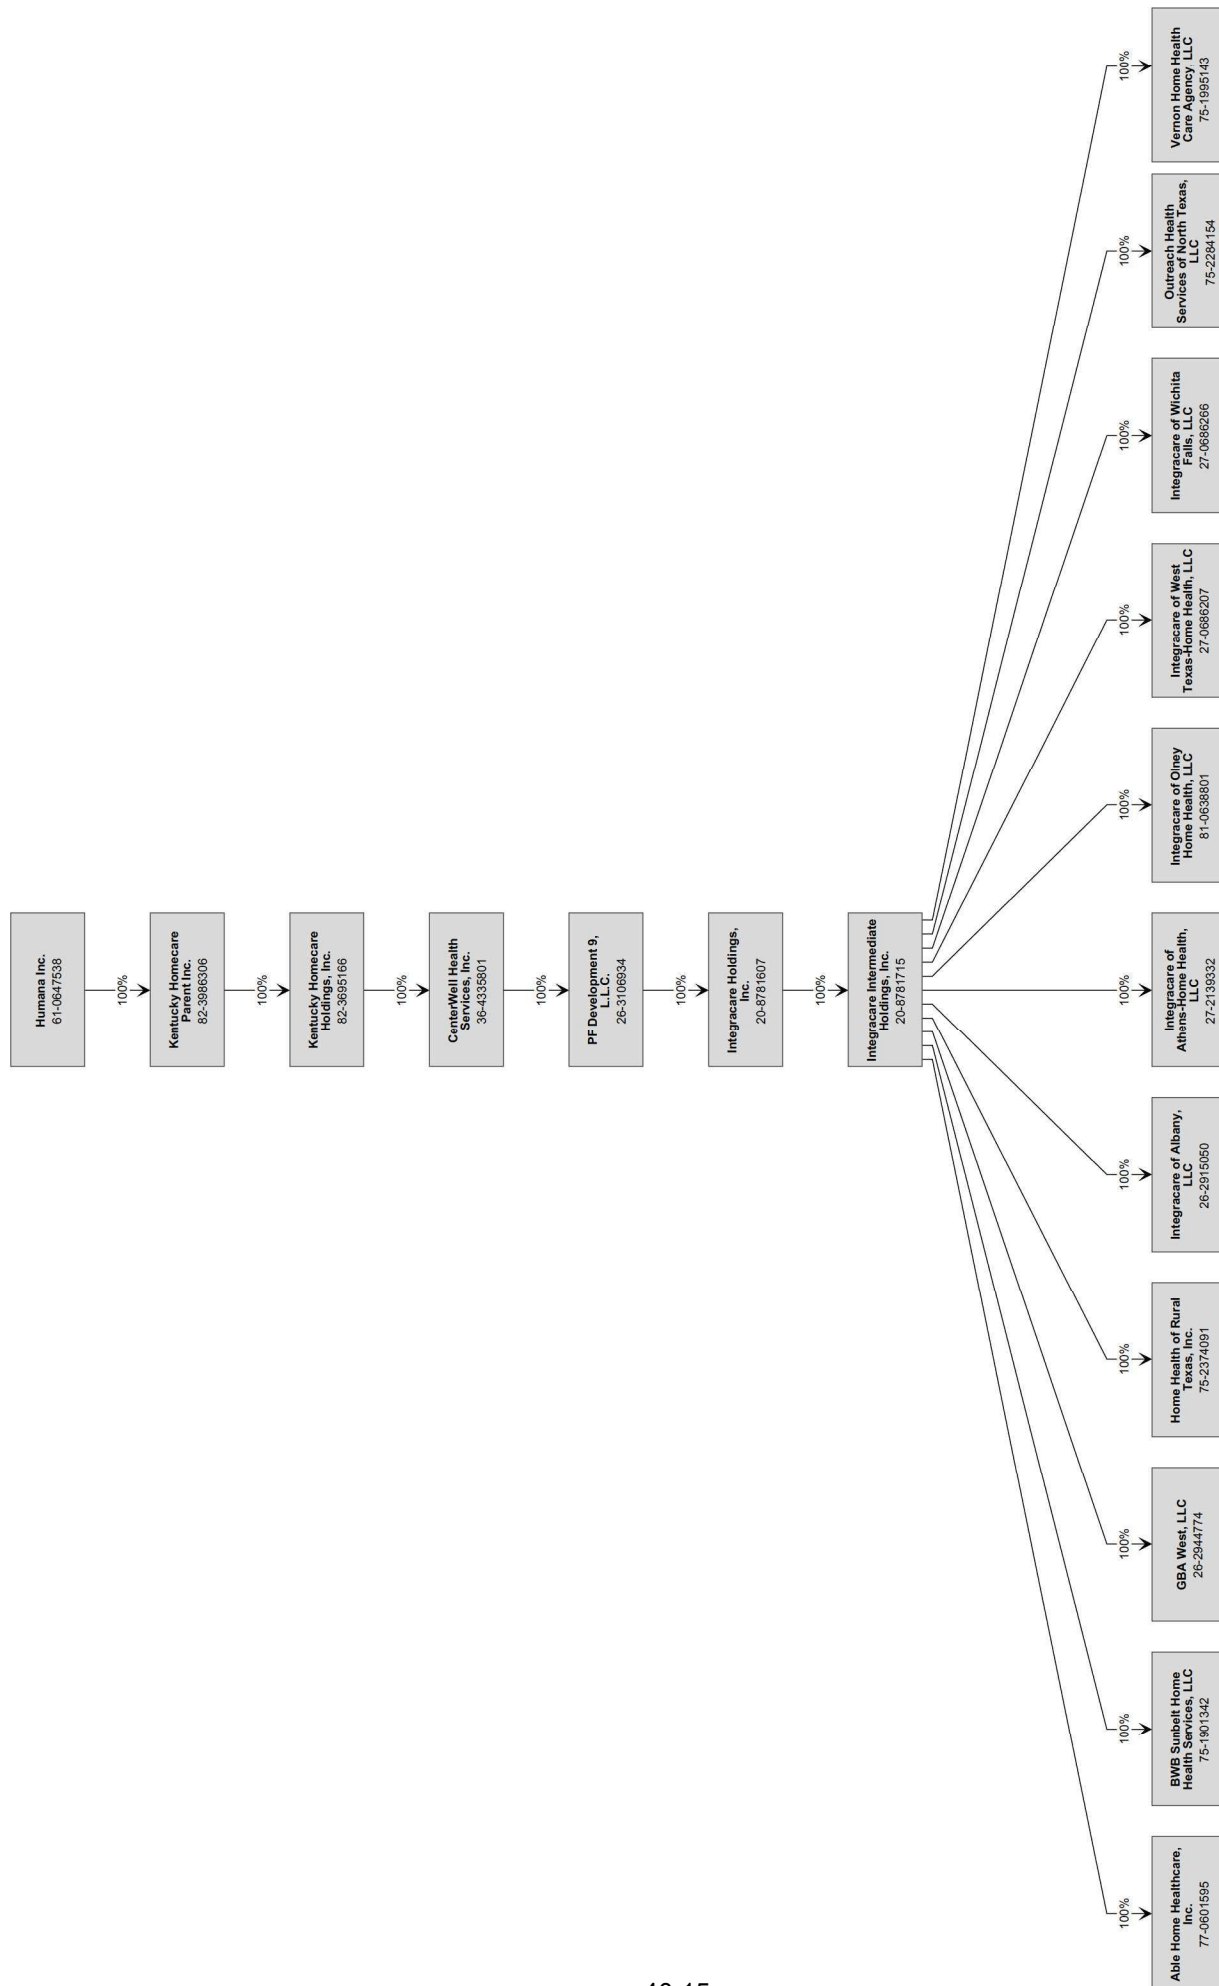 Humana Inc.
61-0647538
100%
Kentucky Homecare
Parent Inc.
82-3986306
100%
Kentucky Homecare
Holdings, Inc.
82-3695166
100%
CenterWell Health
Services, Inc.
36-4335801
100%
PF Development 9,
L.L.C.
26-3106934
100%
Integracare Holdings,
Inc.
20-8781607
100%
Integracare Intermediate
Holdings, Inc.
20-8781715
100%
Able Home Healthcare,
Inc.
77-0601595
100%
BWB Sunbelt Home
Health Services, LLC
75-1901342
100%
GBA West, LLC
26-2944774
100%
Home Health of Rural
Texas, Inc.
75-2374091
100%
Integracare of Albany,
LLC
26-2915050
100%
Integracare of
Athens-Home Health,
LLC
27-2139332
100%
Integracare of Olney
Home Health, LLC
81-0638801
100%
Integracare of West
Texas-Home Health, LLC
27-0686207
100%
Integracare of Wichita
Falls, LLC
27-0686266
100%
Outreach Health
Services of North Texas,
LLC
75-2284154
100%
Vernon Home Health
Care Agency, LLC
75-1995143